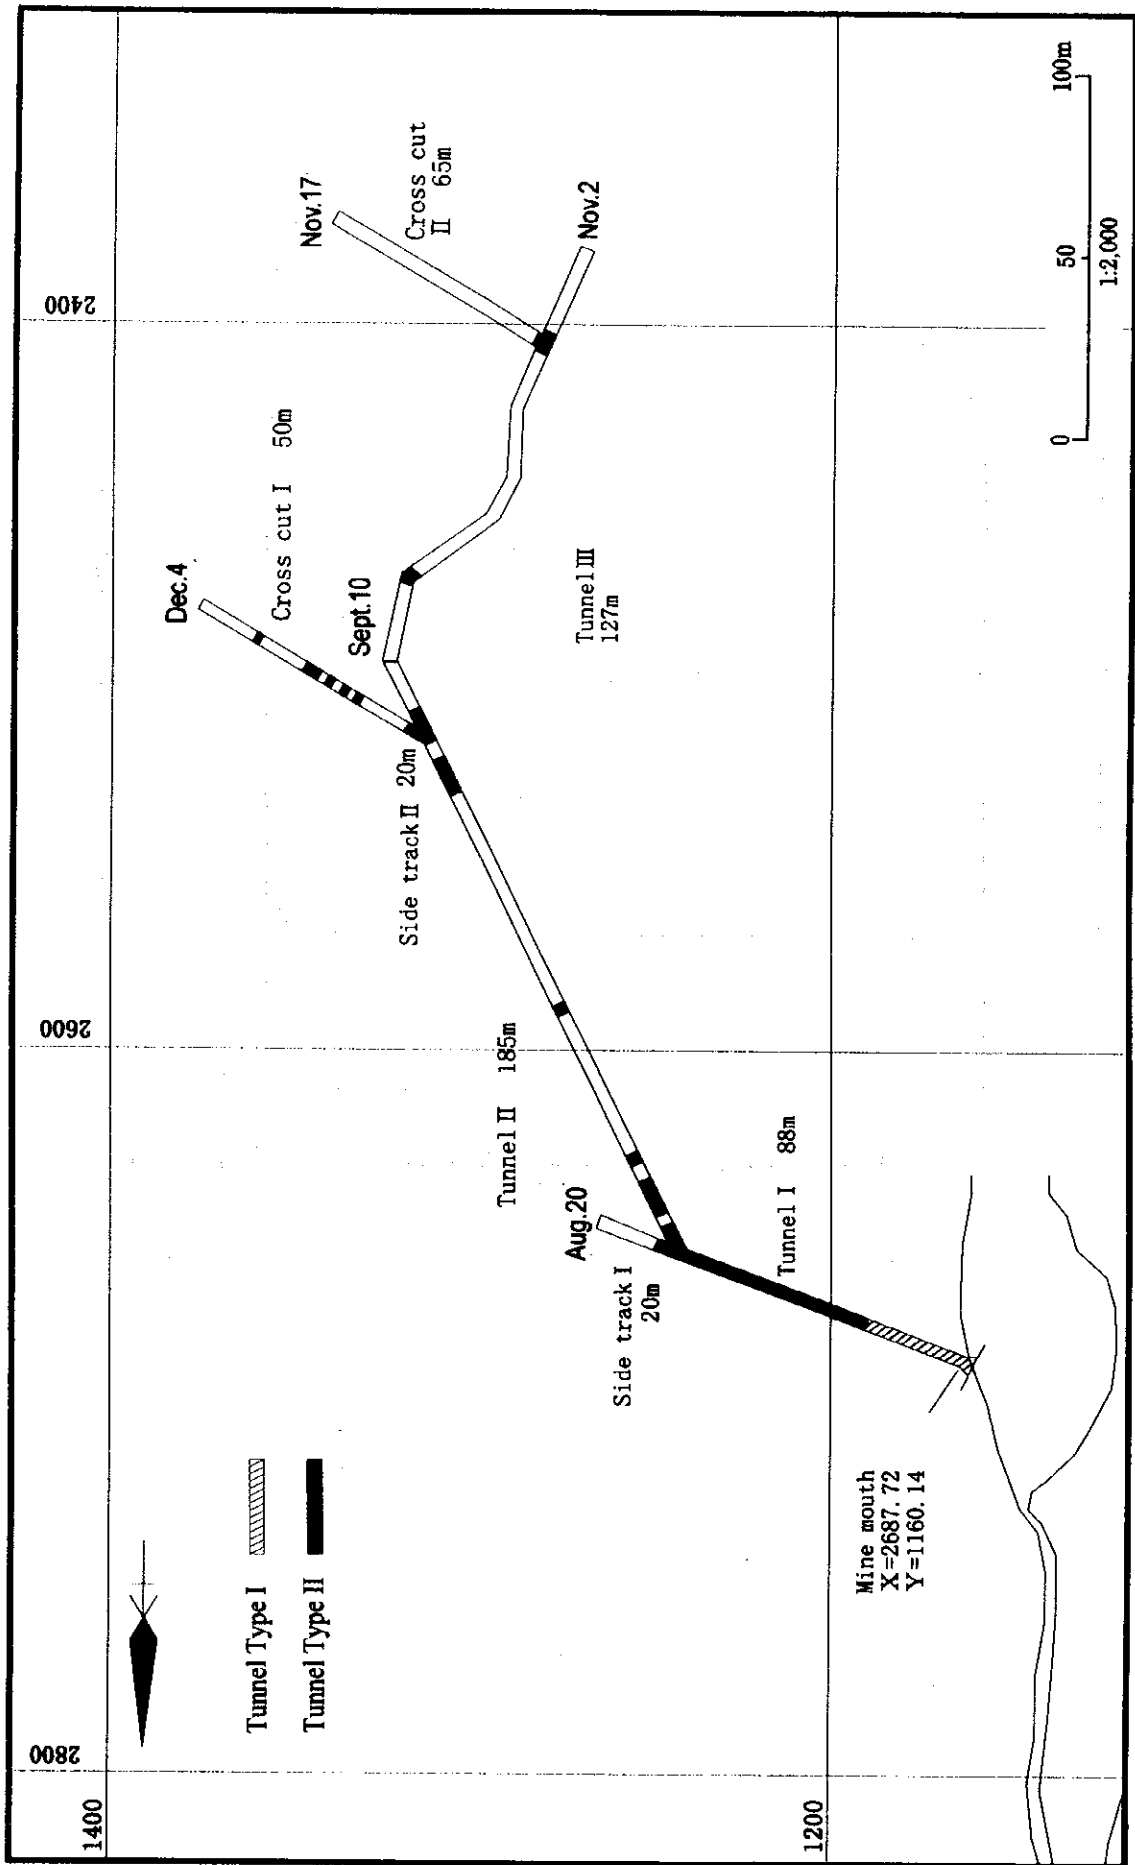 1400
1200
2800
2600
2400
Tunnel Type I
Tunnel Type II
Mine mouth
X=2687.72
Y=1160.14
Side track I
20m
Aug.20
Tunnel I 88m
Tunnel II 185m
Side track II 20m
Sept.10
Dec.4
Cross cut I 50m
Tunnel III
127m
Nov.17
Cross cut
II 65m
Nov.2
0
50
100m
1:2,000